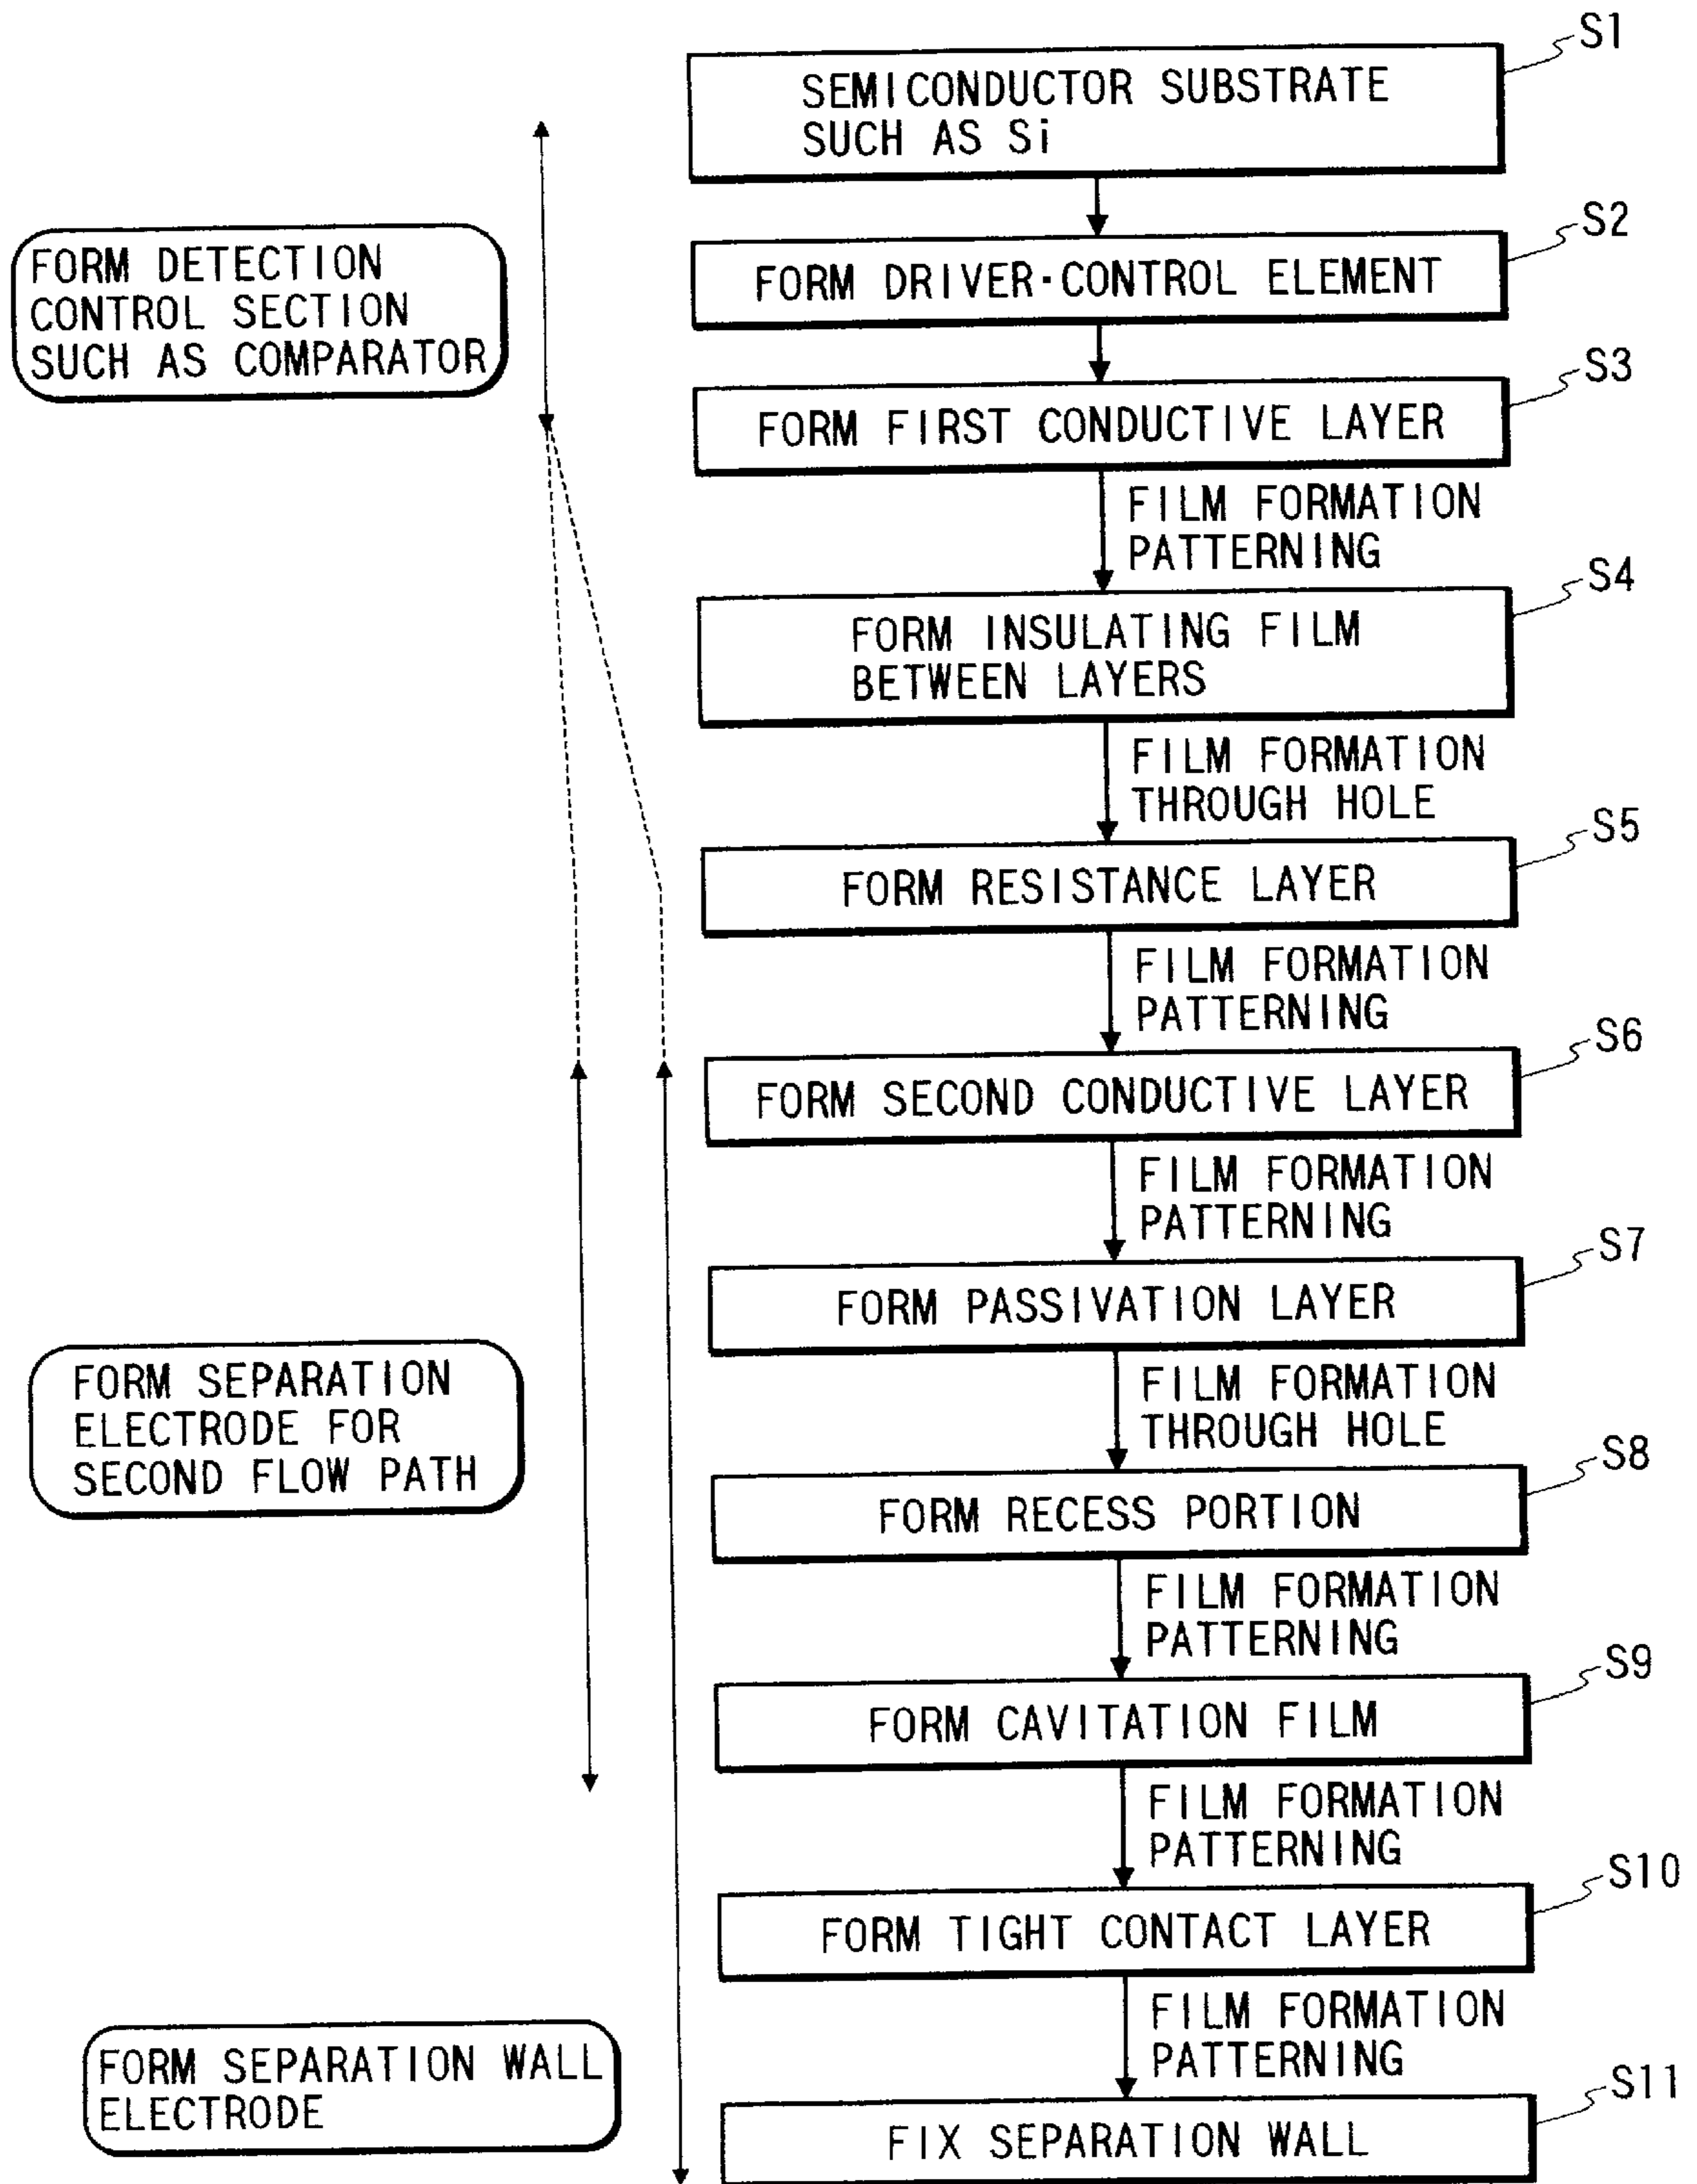 S1
SEMICONDUCTOR SUBSTRATE
SUCH AS Si
S2
FORM DRIVER·CONTROL ELEMENT
FORM DETECTION
CONTROL SECTION
SUCH AS COMPARATOR
S3
FORM FIRST CONDUCTIVE LAYER
FILM FORMATION
PATTERNING
S4
FORM INSULATING FILM
BETWEEN LAYERS
FILM FORMATION
THROUGH HOLE
S5
FORM RESISTANCE LAYER
FILM FORMATION
PATTERNING
S6
FORM SECOND CONDUCTIVE LAYER
FILM FORMATION
PATTERNING
S7
FORM PASSIVATION LAYER
FORM SEPARATION
ELECTRODE FOR
SECOND FLOW PATH
FILM FORMATION
THROUGH HOLE
S8
FORM RECESS PORTION
FILM FORMATION
PATTERNING
S9
FORM CAVITATION FILM
FILM FORMATION
PATTERNING
S10
FORM TIGHT CONTACT LAYER
FILM FORMATION
PATTERNING
FORM SEPARATION WALL
ELECTRODE
S11
FIX SEPARATION WALL